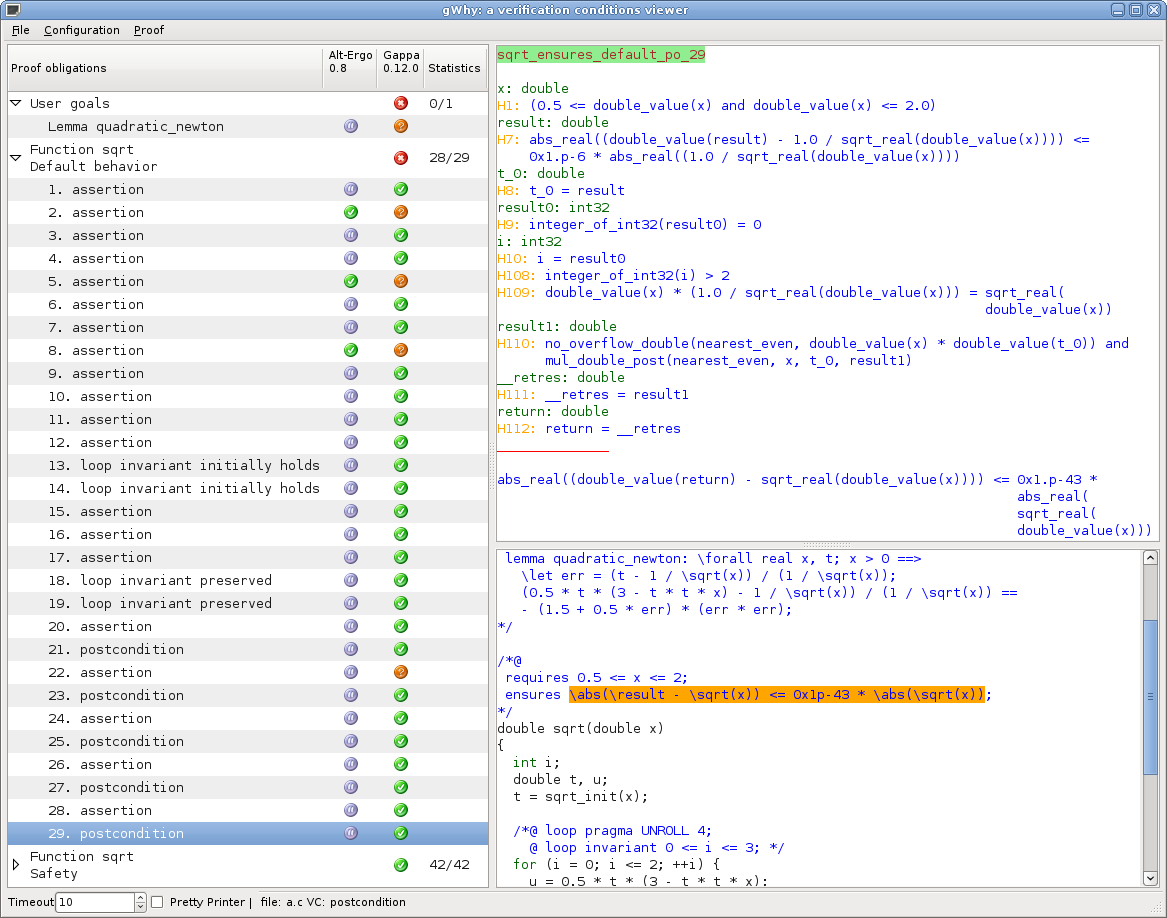 gWhy: a verification conditions viewer
File Configuration Proof
Proof obligations Alt-Ergo 0.8 Gappa 0.12.0 Statistics
User goals 0/1
Lemma quadratic_newton
Function sqrt
Default behavior 28/29
1. assertion
2. assertion
3. assertion
4. assertion
5. assertion
6. assertion
7. assertion
8. assertion
9. assertion
10. assertion
11. assertion
12. assertion
13. loop invariant initially holds
14. loop invariant initially holds
15. assertion
16. assertion
17. assertion
18. loop invariant preserved
19. loop invariant preserved
20. assertion
21. postcondition
22. assertion
23. postcondition
24. assertion
25. postcondition
26. assertion
27. postcondition
28. assertion
29. postcondition
Function sqrt
Safety 42/42
sqrt_ensures_default_po_29
x: double
H1: (0.5 <= double_value(x) and double_value(x) <= 2.0)
result: double
H7: abs_real((double_value(result) - 1.0 / sqrt_real(double_value(x)))) <=
0x1.p-6 * abs_real((1.0 / sqrt_real(double_value(x))))
t_0: double
H8: t_0 = result
result0: int32
H9: integer_of_int32(result0) = 0
i: int32
H10: i = result0
H108: integer_of_int32(i) > 2
H109: double_value(x) * (1.0 / sqrt_real(double_value(x))) = sqrt_real(
double_value(x))
result1: double
H110: no_overflow_double(nearest_even, double_value(x) * double_value(t_0)) and
mul_double_post(nearest_even, x, t_0, result1)
__retres: double
H111: __retres = result1
return: double
H112: return = __retres
______________
abs_real((double_value(return) - sqrt_real(double_value(x)))) <= 0x1.p-43 *
abs_real(
sqrt_real(
double_value(x)))
lemma quadratic_newton: \forall real x, t; x > 0 ==>
\let err = (t - 1 / \sqrt(x)) / (1 / \sqrt(x));
(0.5 * t * (3 - t * t * x) - 1 / \sqrt(x)) / (1 / \sqrt(x)) ==
- (1.5 + 0.5 * err) * (err * err);
*/
/*@
requires 0.5 <= x <= 2;
ensures \abs(\result - \sqrt(x)) <= 0x1p-43 * \abs(\sqrt(x));
*/
double sqrt(double x)
{
int i;
double t, u;
t = sqrt_init(x);
/*@ loop pragma UNROLL 4;
@ loop invariant 0 <= i <= 3; */
for (i = 0; i <= 2; ++i) {
u = 0.5 * t * (3 - t * t * x);
Timeout 10 Pretty Printer | file: a.c VC: postcondition